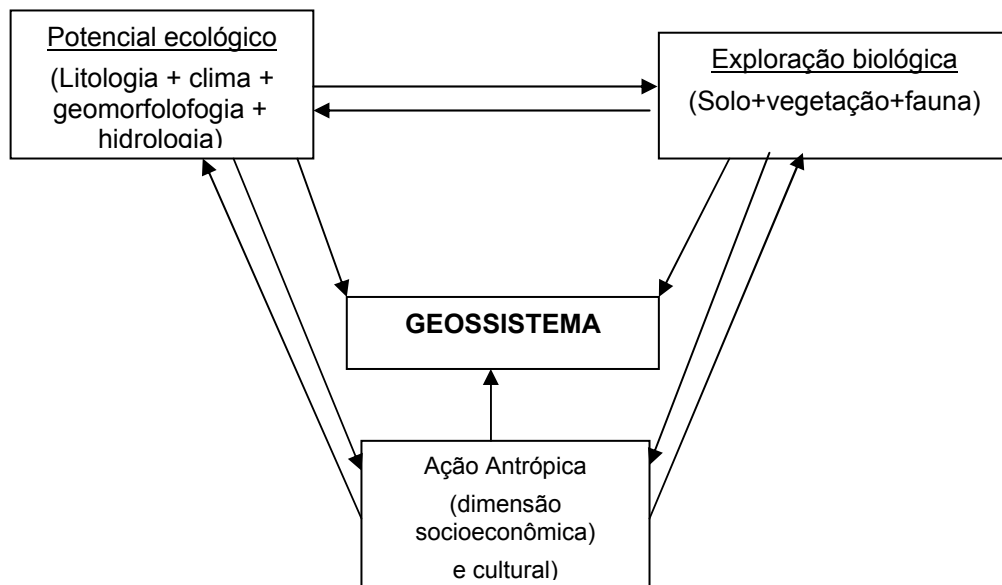 Potencial ecológico
(Litologia + clima +
geomorfolofogia +
hidrologia)
Exploração biológica
(Solo+vegetação+fauna)
GEOSSISTEMA
Ação Antrópica
(dimensão
socioeconômica)
e cultural)